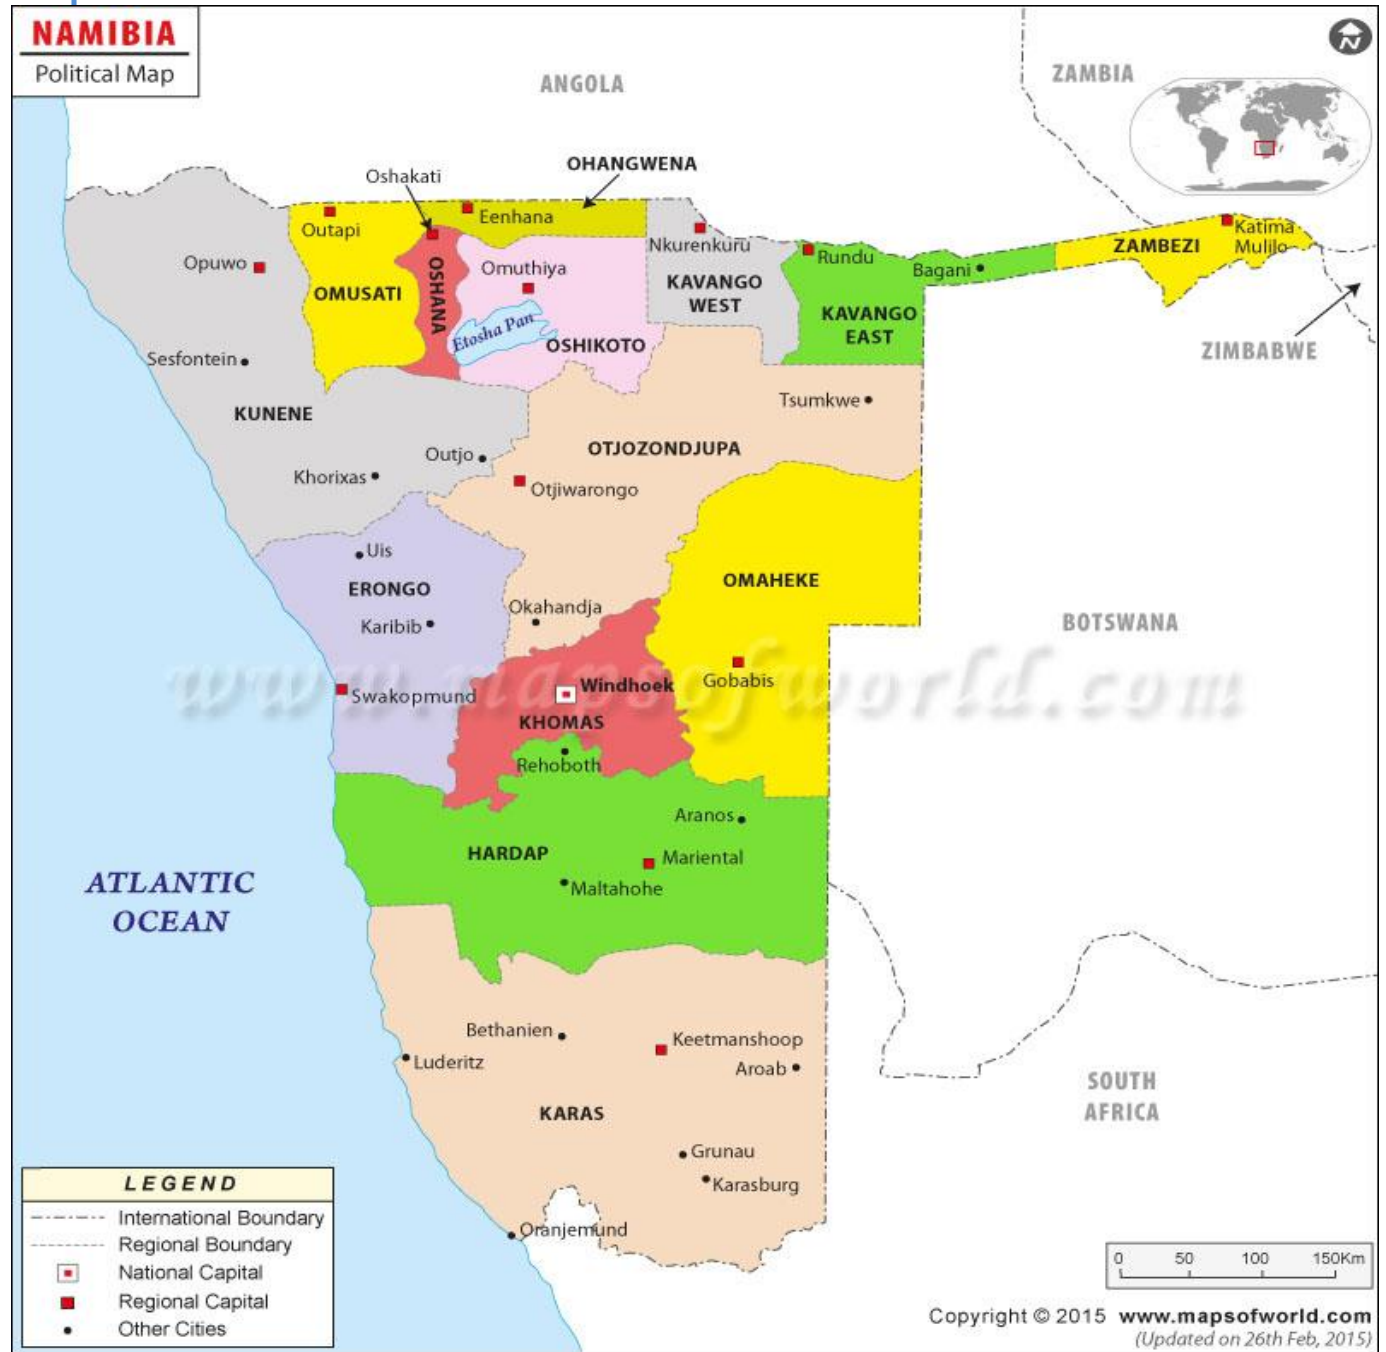 NAMIBIA
Political Map
ANGOLA
ZAMBIA
N
OHANGWENA
Oshakati
Outapi
Eenhana
Nkurenkuru
Rundu
Katima
Mulilo
ZAMBEZI
Opuwo
OMUSATI
OSHANA
Omuthiya
Etosha Pan
OSHIKOTO
KAVANGO
WEST
Bagani
KAVANGO
EAST
ZIMBABWE
Sesfontein
KUNENE
Tsumkwe
Outjo
OTJOZONDJUPA
Khorixas
Otjiwarongo
Uis
ERONGO
OMAHEKE
Karibib
Okahandja
BOTSWANA
www.mapsofworld.com
Swakopmund
Windhoek
Gobabis
KHOMAS
Rehoboth
Aranos
HARDAP
Mariental
Maltahohe
ATLANTIC
OCEAN
Bethanien
Keetmanshoop
Luderitz
Aroab
KARAS
SOUTH
AFRICA
Grunau
Karasburg
Oranjemund
LEGEND
International Boundary
Regional Boundary
National Capital
Regional Capital
Other Cities
0 50 100 150Km
Copyright © 2015 www.mapsofworld.com
(Updated on 26th Feb, 2015)